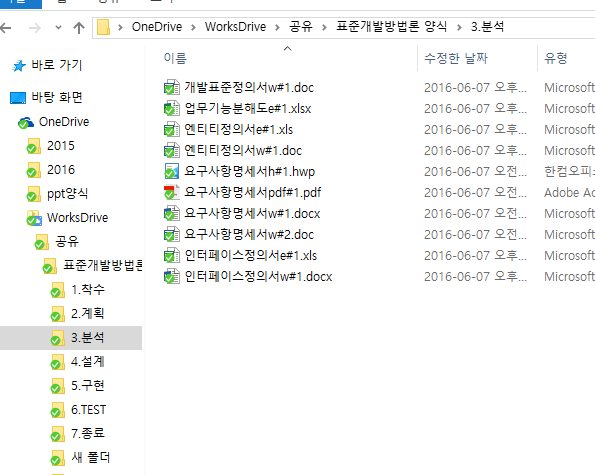 OneDrive > WorksDrive > 공유 > 표준개발방법론 양식 > 3.분석
이름 수정한 날짜 유형
바로 가기
바탕 화면
OneDrive
2015
2016
ppt양식
WorksDrive
공유
표준개발방법론
1.착수
2.계획
3.분석
4.설계
5.구현
6.TEST
7.종료
새 폴더
개발표준정의서w#1.doc 2016-06-07 오후... Microsoft
업무기능분해도e#1.xlsx 2016-06-07 오후... Microsoft
엔티티정의서e#1.xls 2016-06-07 오후... Microsoft
엔티티정의서w#1.doc 2016-06-07 오후... Microsoft
요구사항명세서h#1.hwp 2016-06-07 오전... 한컴오피스
요구사항명세서pdf#1.pdf 2016-06-07 오전... Adobe Ac
요구사항명세서w#1.docx 2016-06-07 오전... Microsoft
요구사항명세서w#2.doc 2016-06-07 오전... Microsoft
인터페이스정의서e#1.xls 2016-06-07 오후... Microsoft
인터페이스정의서w#1.docx 2016-06-07 오후... Microsoft